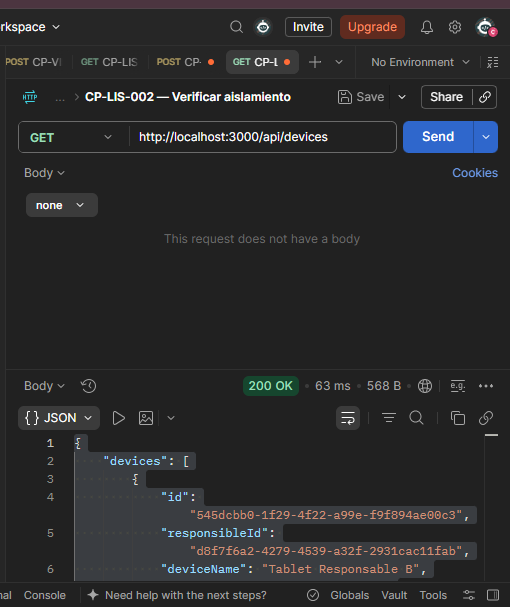 rkspace
Invite
Upgrade
POST CP-VI
GET CP-LIS
POST CP-
GET CP-L
No Environment
HTTP
... > CP-LIS-002 — Verificar aislamiento
Save
Share
GET
http://localhost:3000/api/devices
Send
Body
Cookies
none
This request does not have a body
Body
200 OK • 63 ms • 568 B
e.g.
{} JSON
1 {
2 "devices": [
3 {
4 "id":
"545dcbb0-1f29-4f22-a99e-f9f894ae00c3",
5 "responsibleId":
"d8f7f6a2-4279-4539-a32f-2931cac11fab",
6 "deviceName": "Tablet Responsable B",
nal Console Need help with the next steps? Globals Vault Tools